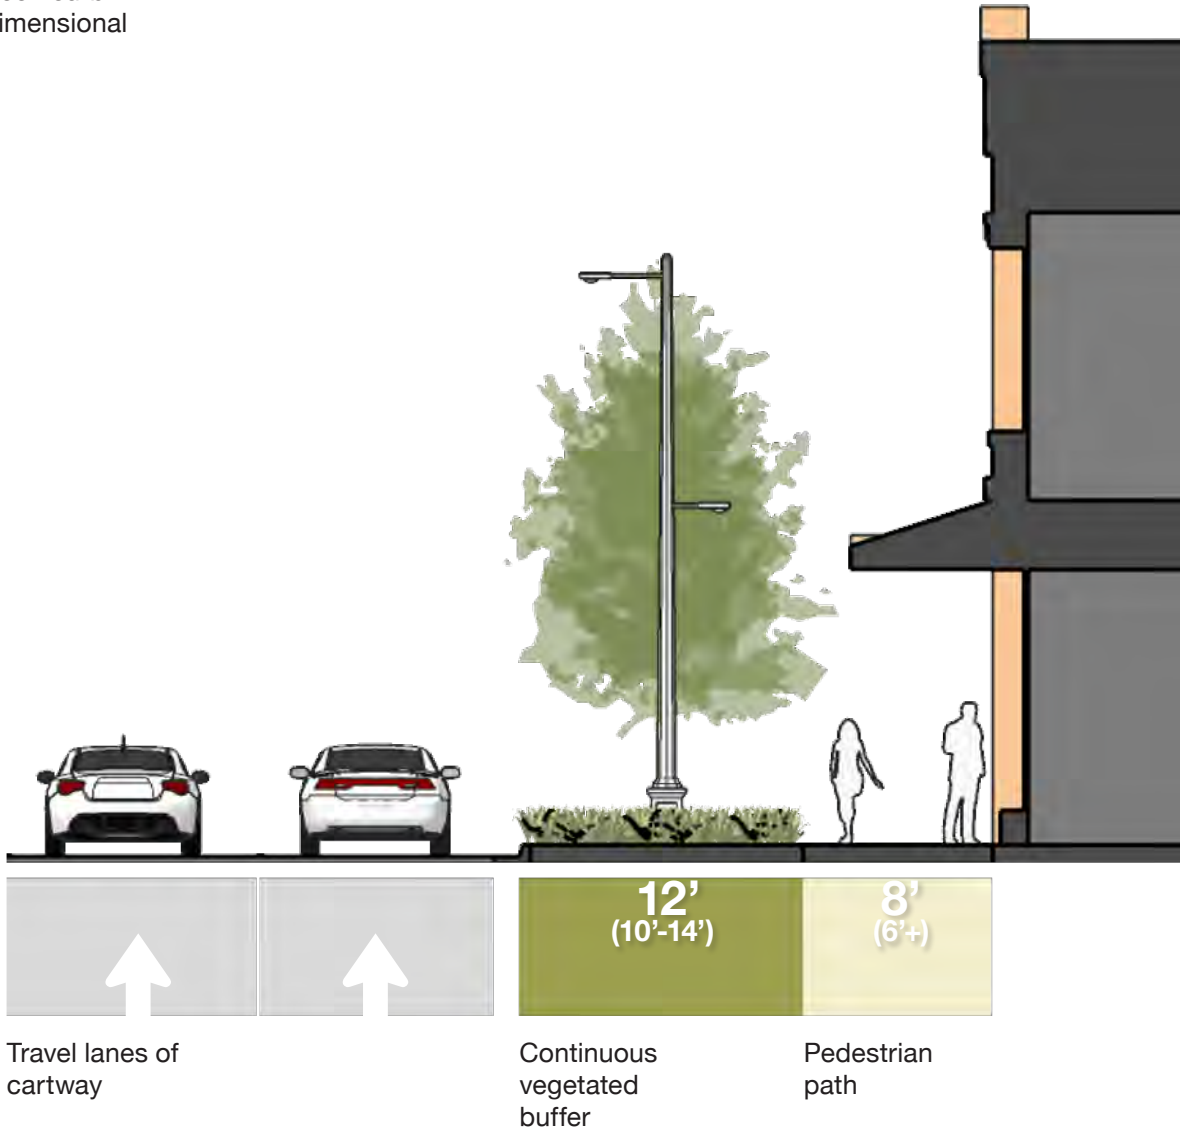 imensional
12’
(10’-14’)
8’
(6’+)
Travel lanes of
cartway
Continuous
vegetated
buffer
Pedestrian
path